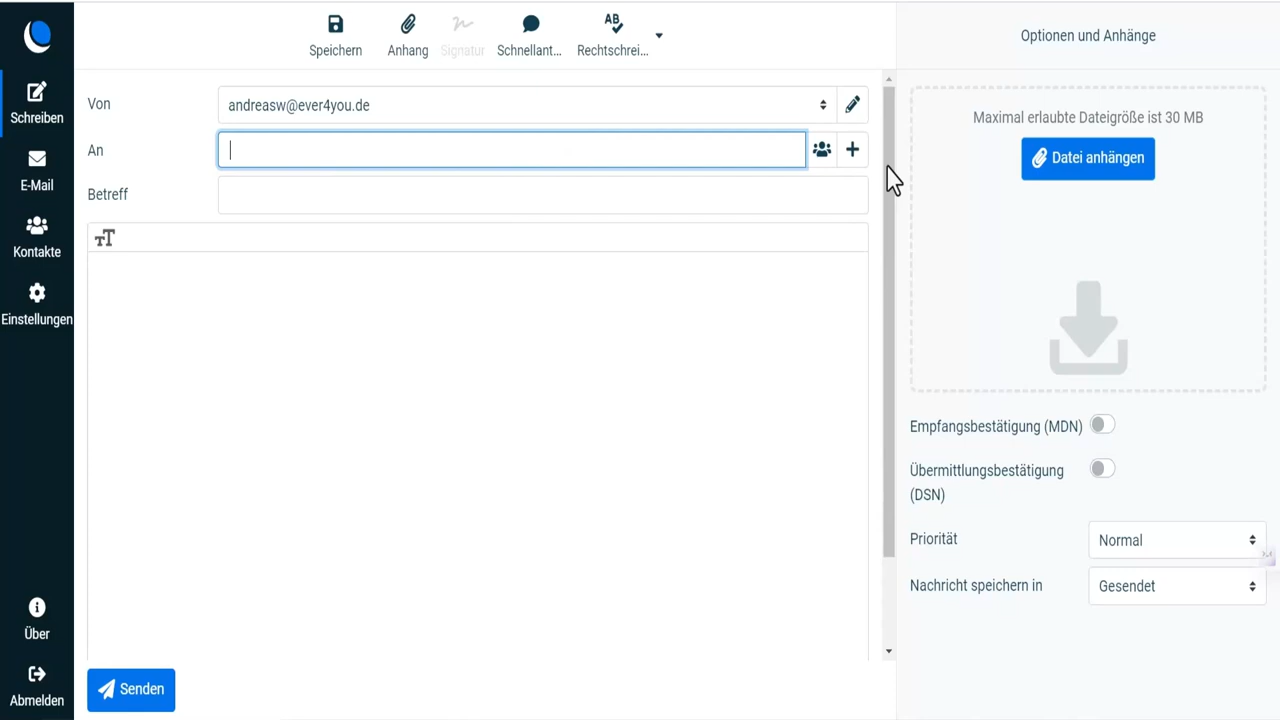 Speichern
Anhang
Signatur
Schnellant...
Rechtschrei...
Optionen und Anhänge
Schreiben
E-Mail
Kontakte
Einstellungen
Über
Abmelden
Von
andreasw@ever4you.de
An
Betreff
Senden
Maximal erlaubte Dateigröße ist 30 MB
Datei anhängen
Empfangsbestätigung (MDN)
Übermittlungsbestätigung
(DSN)
Priorität
Normal
Nachricht speichern in
Gesendet